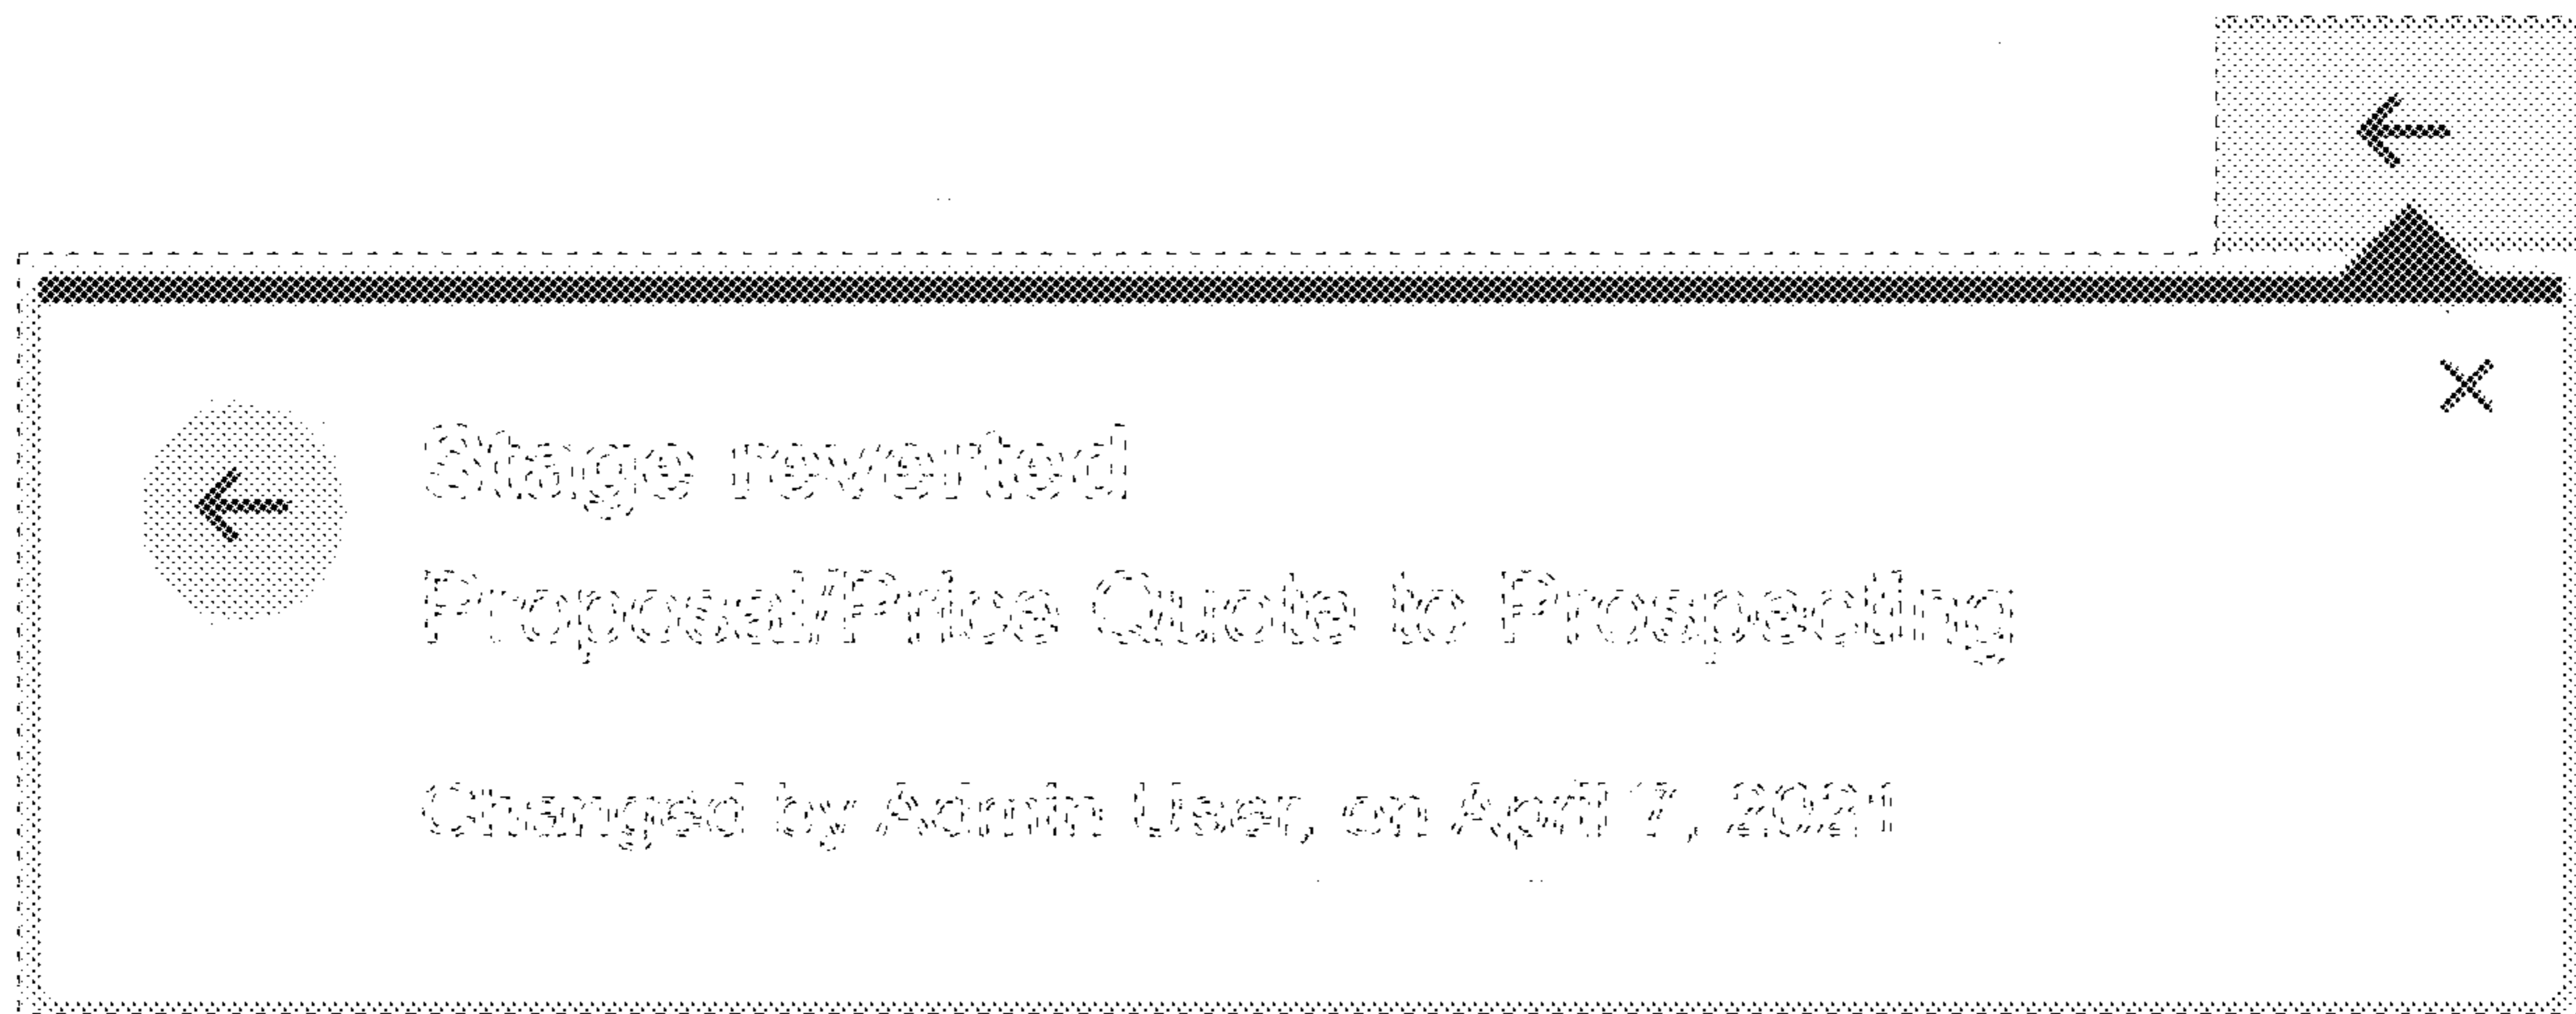 Stage reverted
Proposal/Price Quote to Prospecting
Changed by Admin User, on April 7, 2021